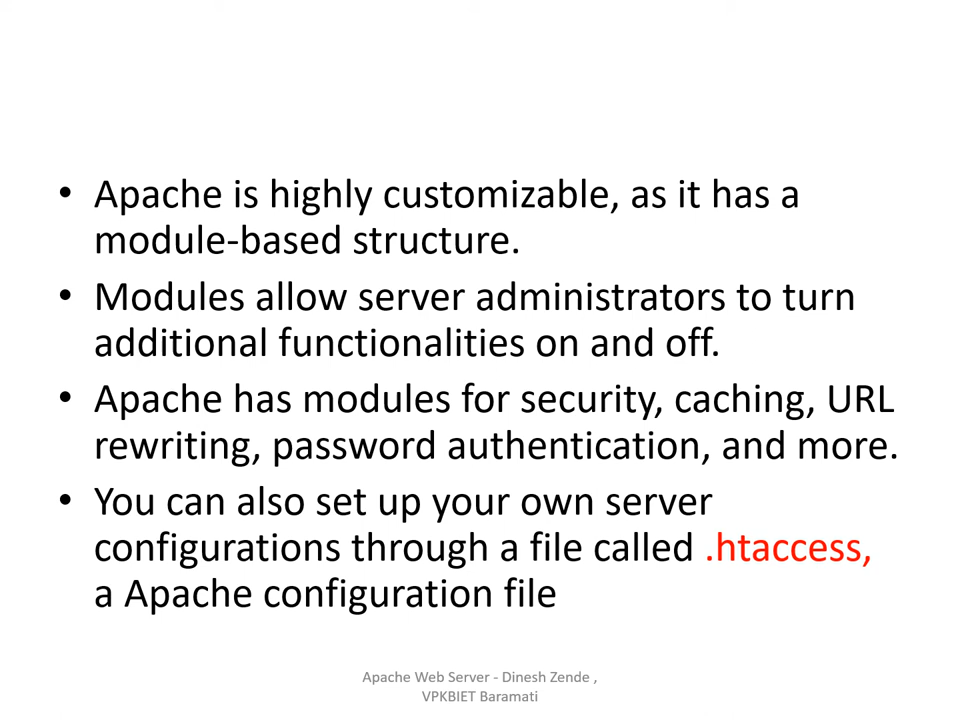 • Apache is highly customizable, as it has a
module-based structure.
• Modules allow server administrators to turn
additional functionalities on and off.
• Apache has modules for security, caching, URL
rewriting, password authentication, and more.
• You can also set up your own server
configurations through a file called .htaccess,
a Apache configuration file
Apache Web Server - Dinesh Zende ,
VPKBIET Baramati